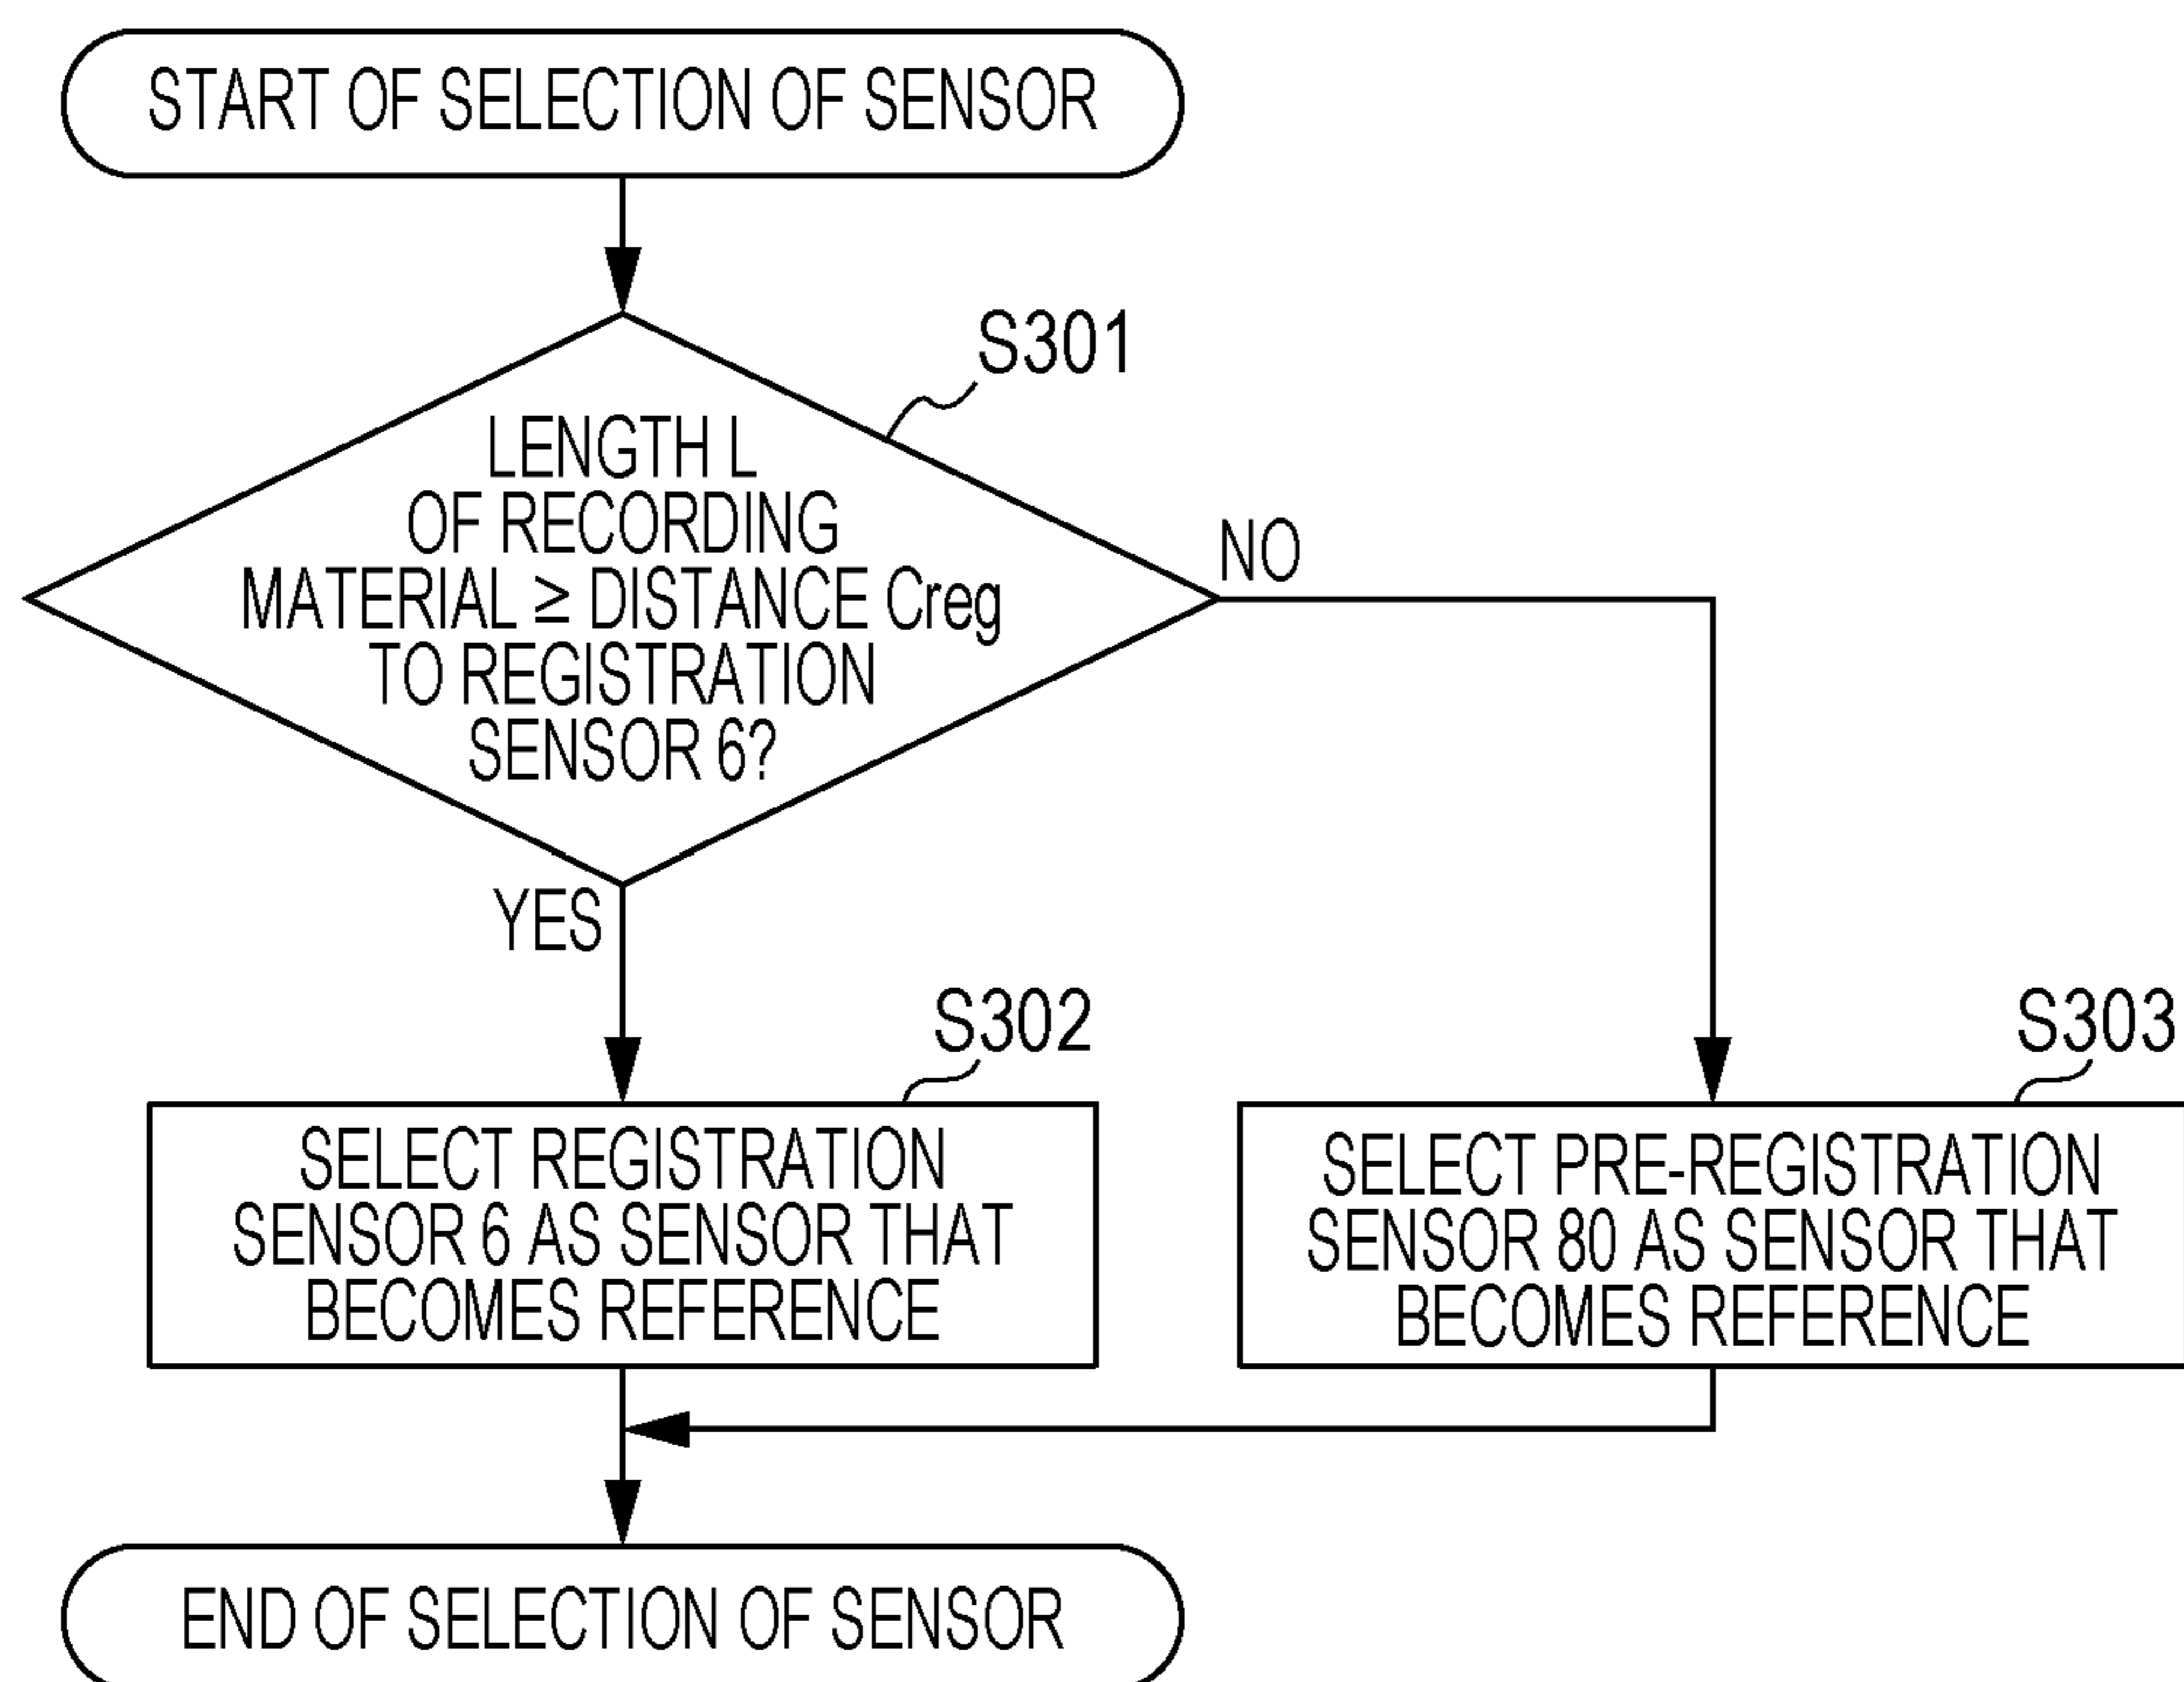 START OF SELECTION OF SENSOR
S301
LENGTH L
OF RECORDING
MATERIAL ≥ DISTANCE Creg
TO REGISTRATION
SENSOR 6?
NO
YES
S302
SELECT REGISTRATION
SENSOR 6 AS SENSOR THAT
BECOMES REFERENCE
S303
SELECT PRE-REGISTRATION
SENSOR 80 AS SENSOR THAT
BECOMES REFERENCE
END OF SELECTION OF SENSOR